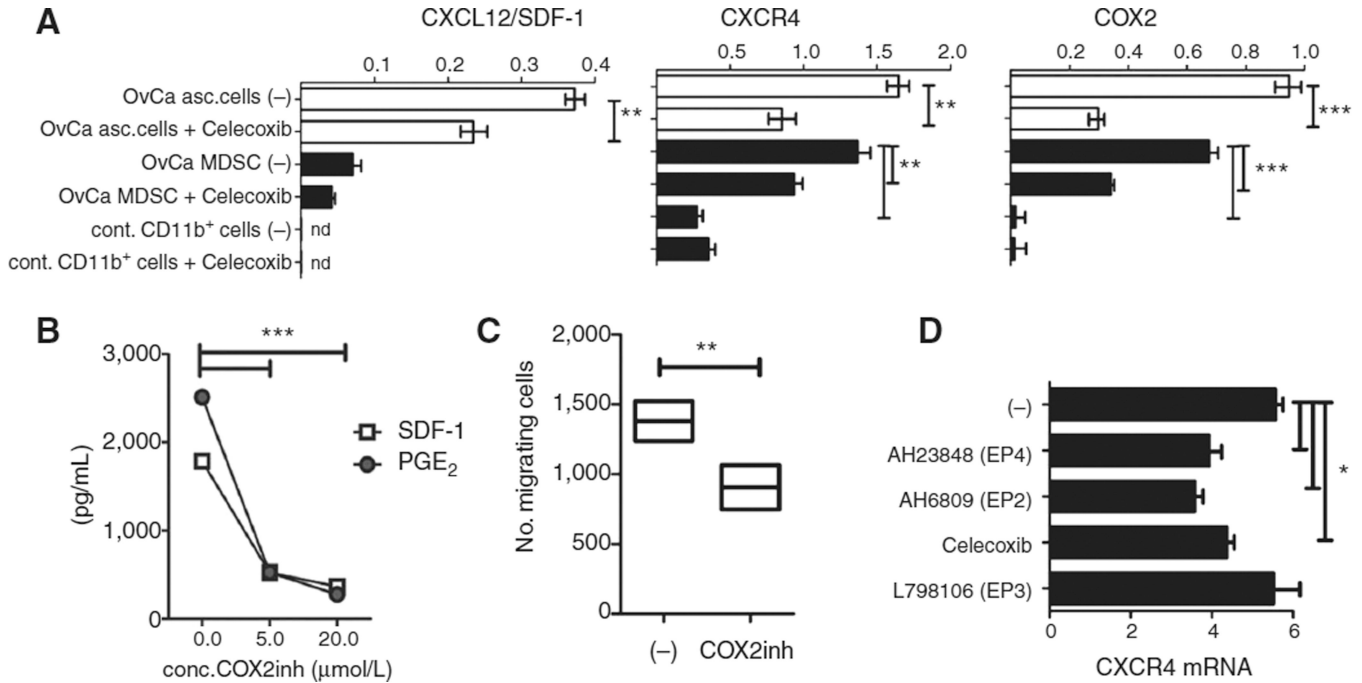 A
CXCL12/SDF-1
CXCR4
COX2
0.1 0.2 0.3 0.4
0.5 1.0 1.5 2.0
0.2 0.4 0.6 0.8 1.0
OvCa asc.cells (–)
OvCa asc.cells + Celecoxib
OvCa MDSC (–)
OvCa MDSC + Celecoxib
cont. CD11b⁺ cells (–)
cont. CD11b⁺ cells + Celecoxib
nd
nd
**
**
**
***
***
B
***
3,000
2,000
1,000
0
(pg/mL)
0.0 5.0 20.0
conc.COX2inh (μmol/L)
SDF-1
PGE₂
C
**
2,000
1,500
1,000
500
0
No. migrating cells
(–) COX2inh
D
(–)
AH23848 (EP4)
AH6809 (EP2)
Celecoxib
L798106 (EP3)
*
0 2 4 6
CXCR4 mRNA